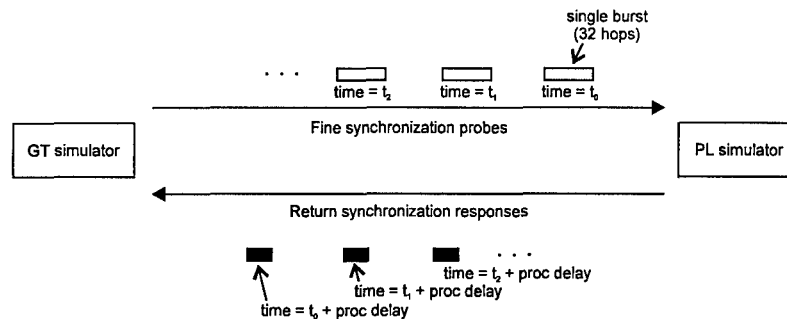 single burst
(32 hops)
. . .
time = t₂
time = t₁
time = t₀
Fine synchronization probes
GT simulator
PL simulator
Return synchronization responses
. . .
time = t₂ + proc delay
time = t₁ + proc delay
time = t₀ + proc delay